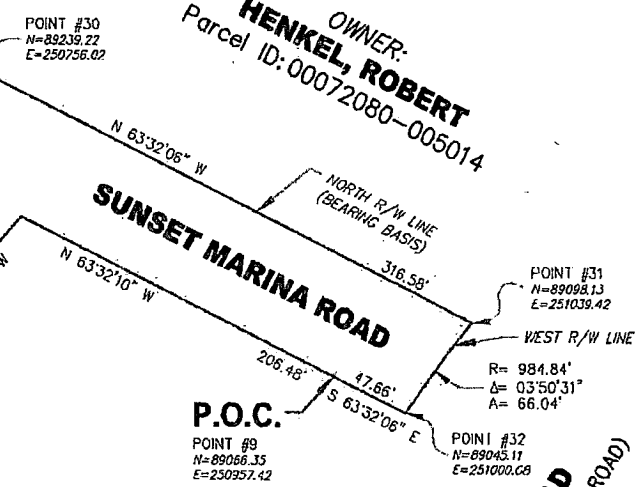 POINT #30
N=89239.22
E=250756.02
OWNER:
HENKEL, ROBERT
Parcel ID: 00072080-005014
N 63°32'06" W
NORTH R/W LINE
(BEARING BASIS)
SUNSET MARINA ROAD
316.58'
POINT #31
N=89098.13
E=251039.42
WEST R/W LINE
W
N 63°32'10" W
R= 984.84'
Δ= 03°50'31"
A= 66.04'
206.48'
47.66'
S 63°32'06" E
P.O.C.
POINT #9
N=89066.35
E=250957.42
POINT #32
N=89045.11
E=251000.08
ROAD)